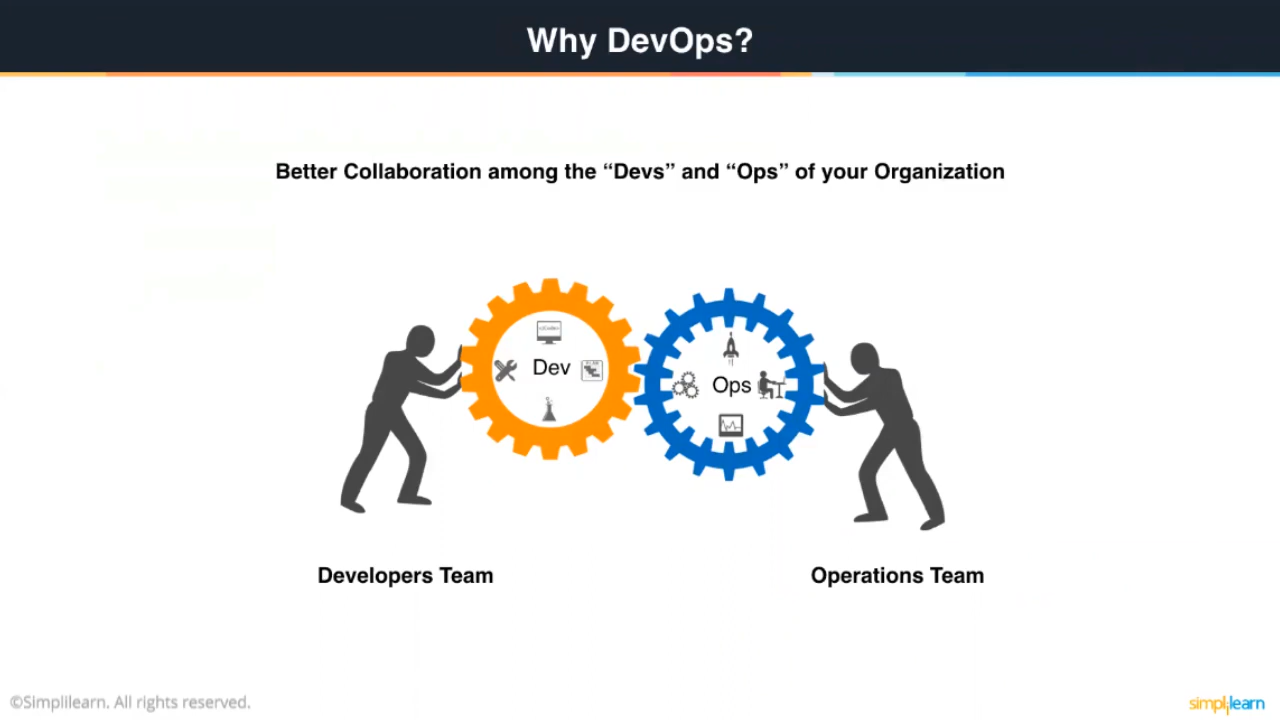 Why DevOps?
Better Collaboration among the “Devs” and “Ops” of your Organization
Dev
Ops
Developers Team
Operations Team
©Simplilearn. All rights reserved.
simplilearn